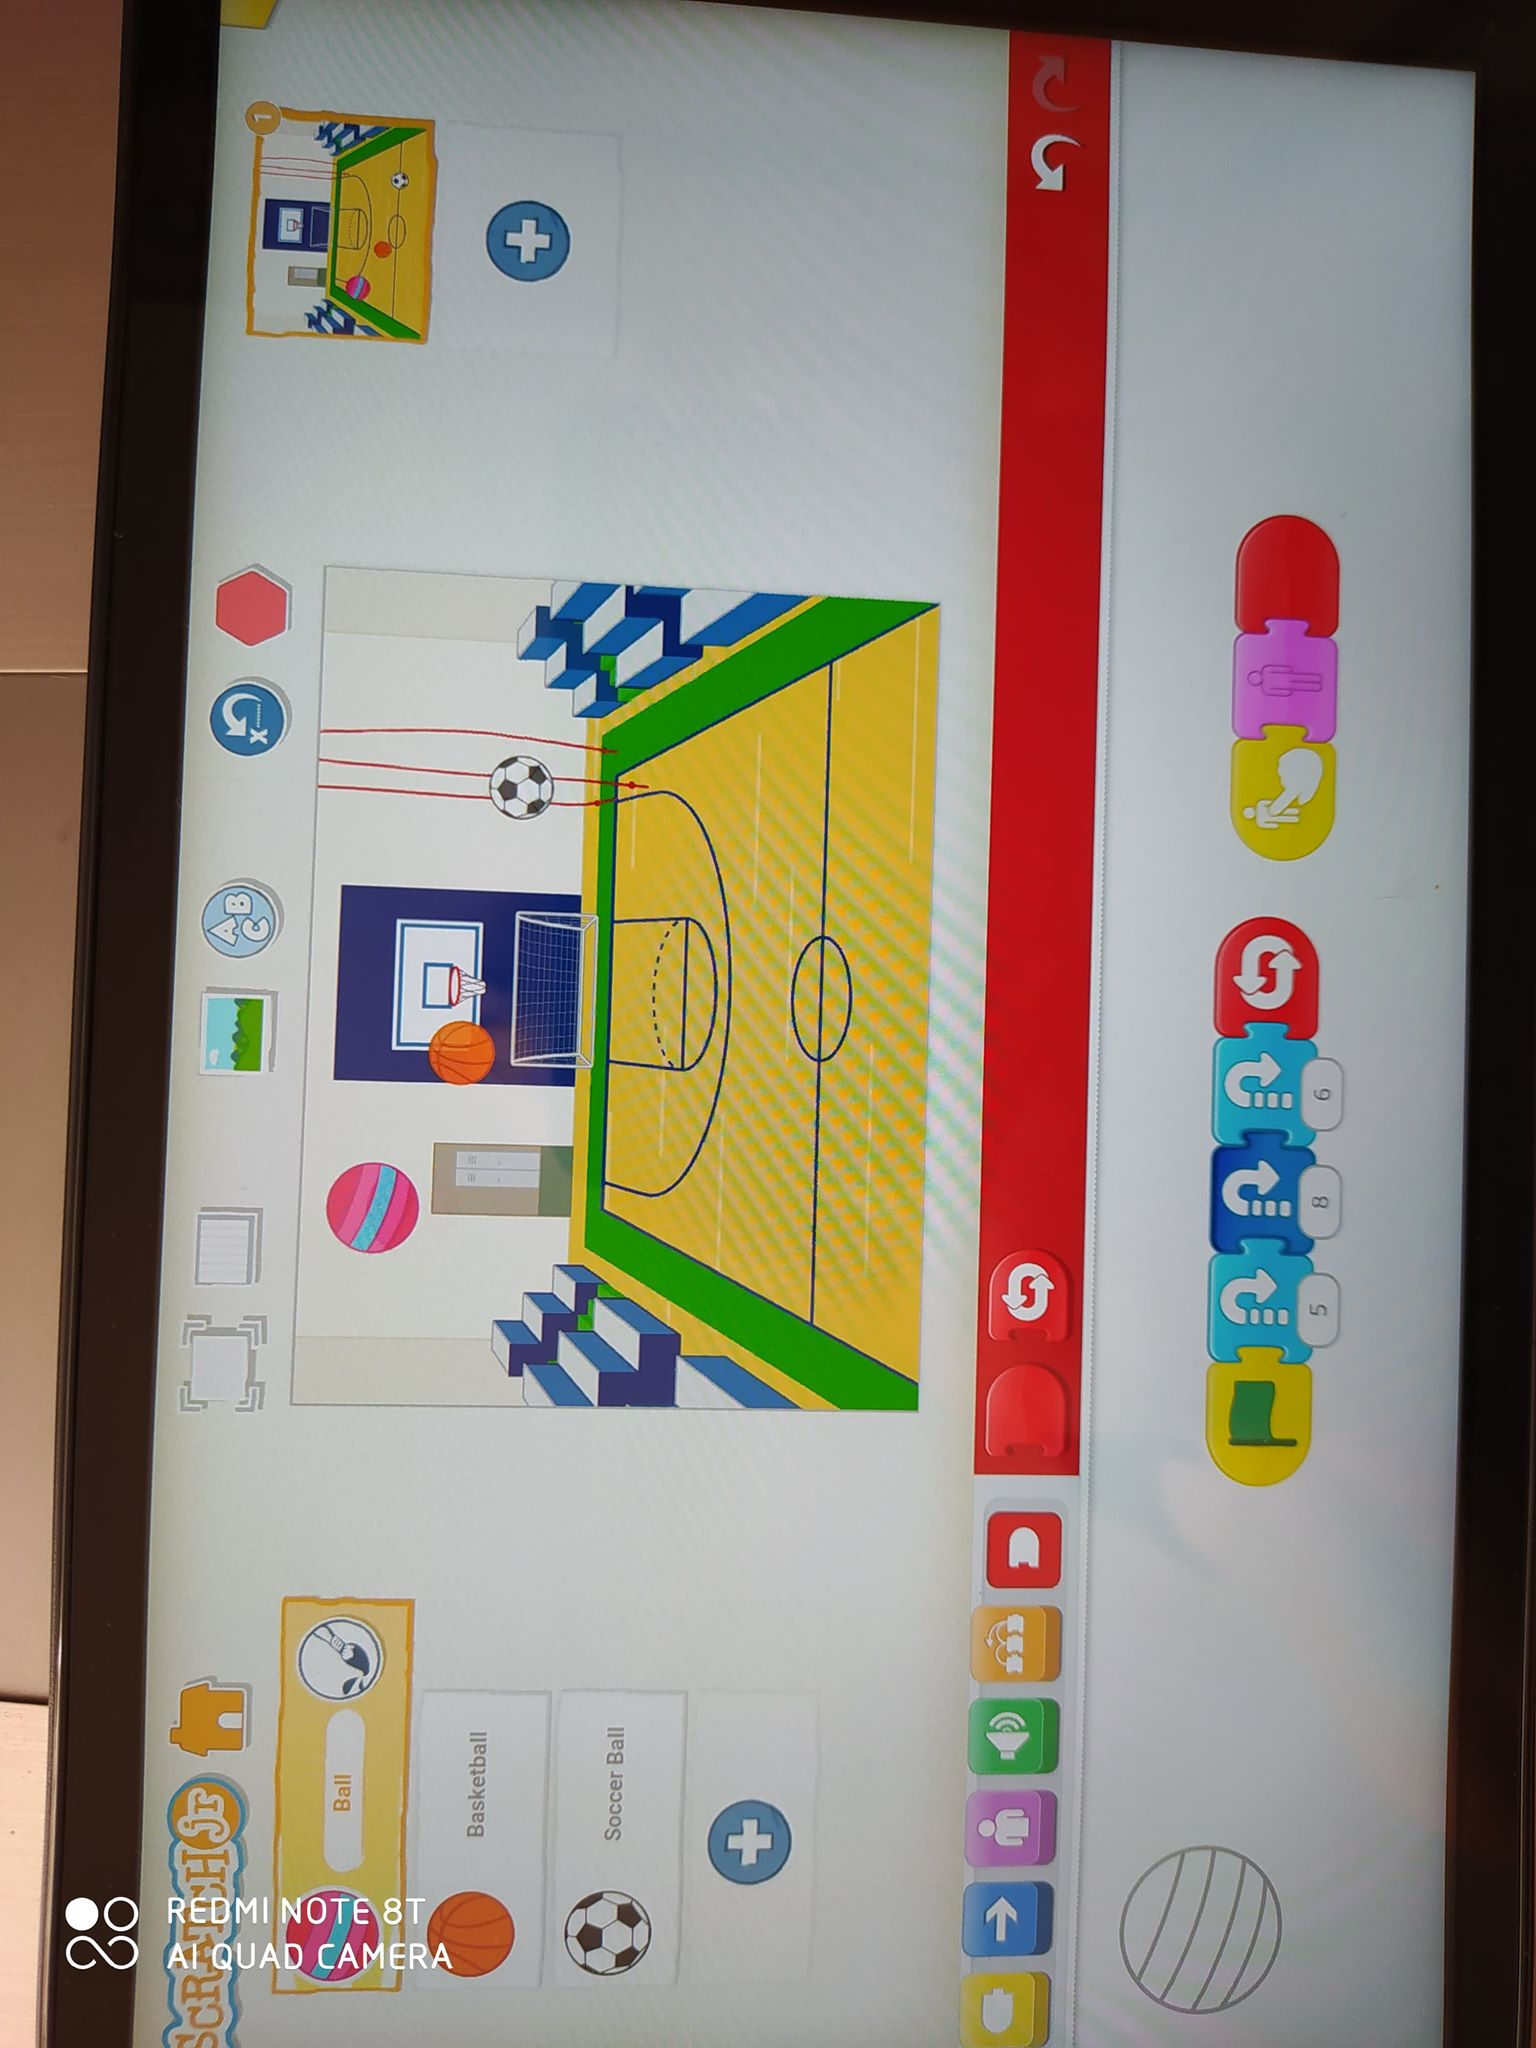 SCRATCH Jr
Ball
Basketball
Soccer Ball
A B C
X
1
5
8
6
REDMI NOTE 8T
AI QUAD CAMERA